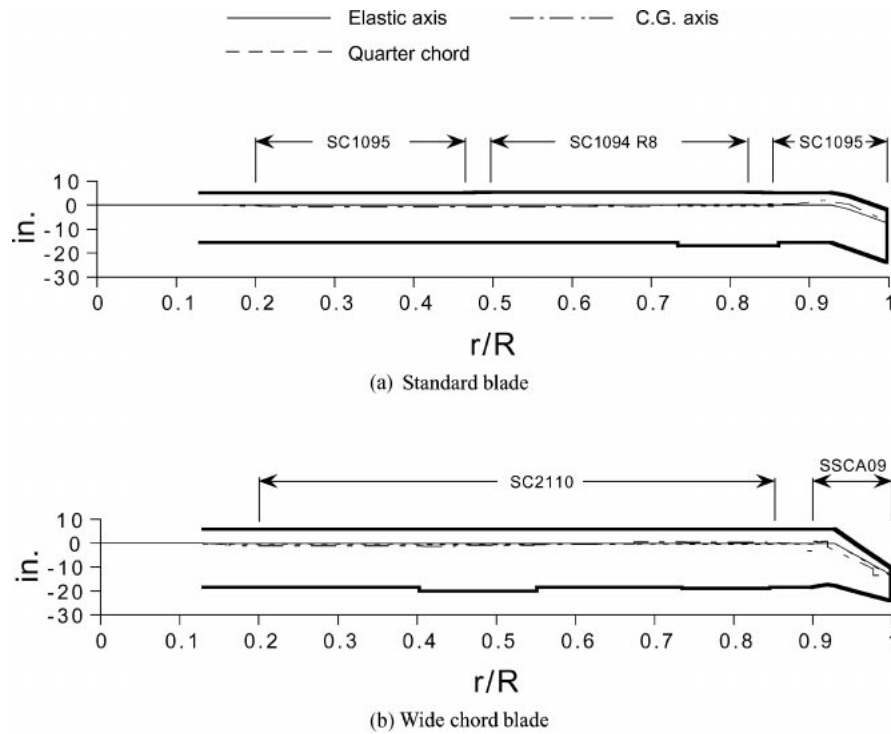 Elastic axis
C.G. axis
Quarter chord
SC1095
SC1094 R8
SC1095
10
0
-10
-20
-30
in.
0 0.1 0.2 0.3 0.4 0.5 0.6 0.7 0.8 0.9 1
r/R
(a) Standard blade
SSCA09
SC2110
10
0
-10
-20
-30
in.
0 0.1 0.2 0.3 0.4 0.5 0.6 0.7 0.8 0.9 1
r/R
(b) Wide chord blade